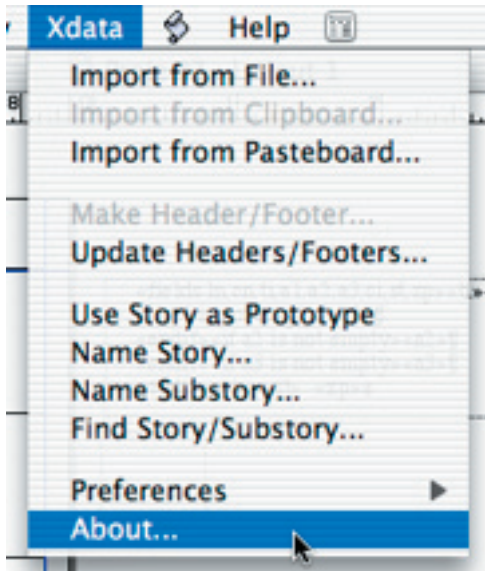 Xdata Help
Import from File...
Import from Clipboard...
Import from Pasteboard...
Make Header/Footer...
Update Headers/Footers...
Use Story as Prototype
Name Story...
Name Substory...
Find Story/Substory...
Preferences
About...